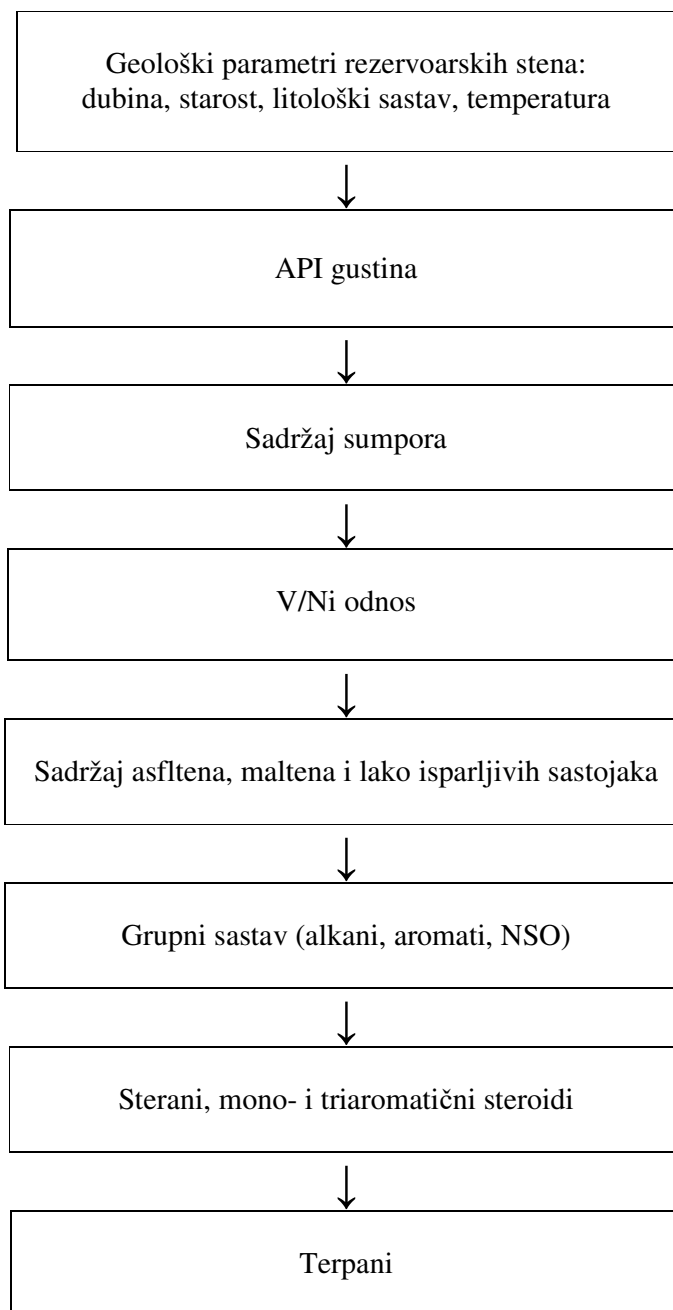 Geološki parametri rezervoarskih stena:
dubina, starost, litološki sastav, temperatura
API gustina
Sadržaj sumpora
V/Ni odnos
Sadržaj asfltena, maltena i lako isparljivih sastojaka
Grupni sastav (alkani, aromati, NSO)
Sterani, mono- i triaromatični steroidi
Terpani